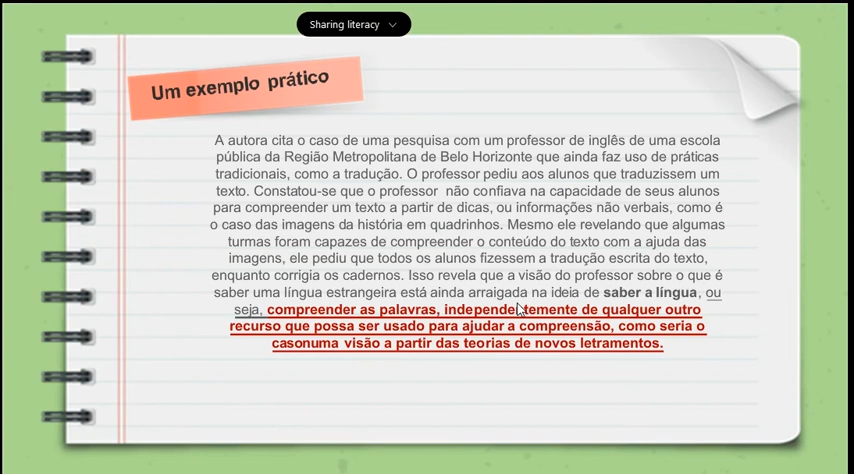 Sharing literacy
Um exemplo prático
A autora cita o caso de uma pesquisa com um professor de inglês de uma escola
pública da Região Metropolitana de Belo Horizonte que ainda faz uso de práticas
tradicionais, como a tradução. O professor pediu aos alunos que traduzissem um
texto. Constatou-se que o professor não confiava na capacidade de seus alunos
para compreender um texto a partir de dicas, ou informações não verbais, como é
o caso das imagens da história em quadrinhos. Mesmo ele revelando que algumas
turmas foram capazes de compreender o conteúdo do texto com a ajuda das
imagens, ele pediu que todos os alunos fizessem a tradução escrita do texto,
enquanto corrigia os cadernos. Isso revela que a visão do professor sobre o que é
saber uma língua estrangeira está ainda arraigada na ideia de saber a língua, ou
seja, compreender as palavras, independentemente de qualquer outro
recurso que possa ser usado para ajudar a compreensão, como seria o
casonuma visão a partir das teorias de novos letramentos.